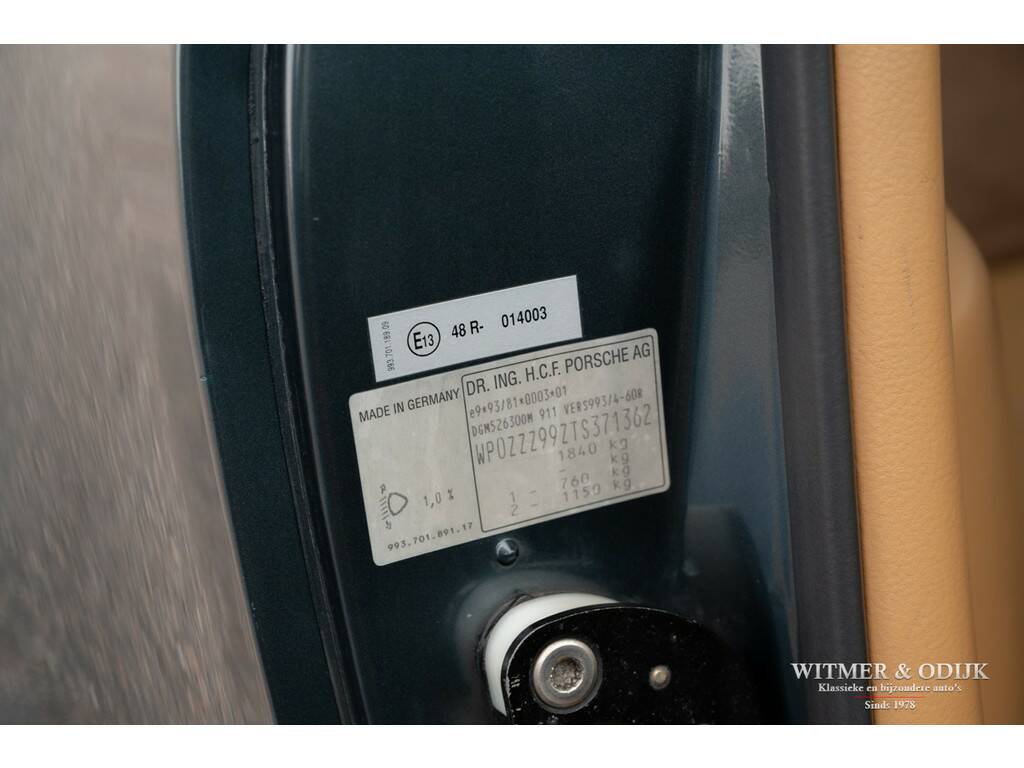 993.701.189.09
E13 48 R- 014003
MADE IN GERMANY
DR. ING. H.C.F. PORSCHE AG
e9*93/81*0003*01
DGM526300M 911 VERS993/4-60R
WP0ZZZ99ZTS371362
1840 kg
- kg
1 - 760 kg
2 - 1150 kg
1,0 %
993.701.891.17
WITMER & ODIJK
Klassieke en bijzondere auto's
Sinds 1978